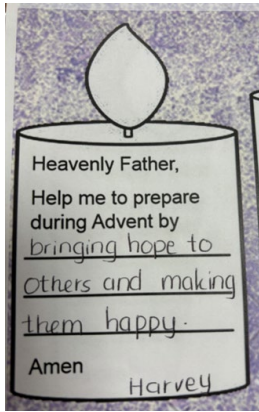 Heavenly Father,
Help me to prepare
during Advent by
bringing hope to
others and making
them happy.
Amen
Harvey